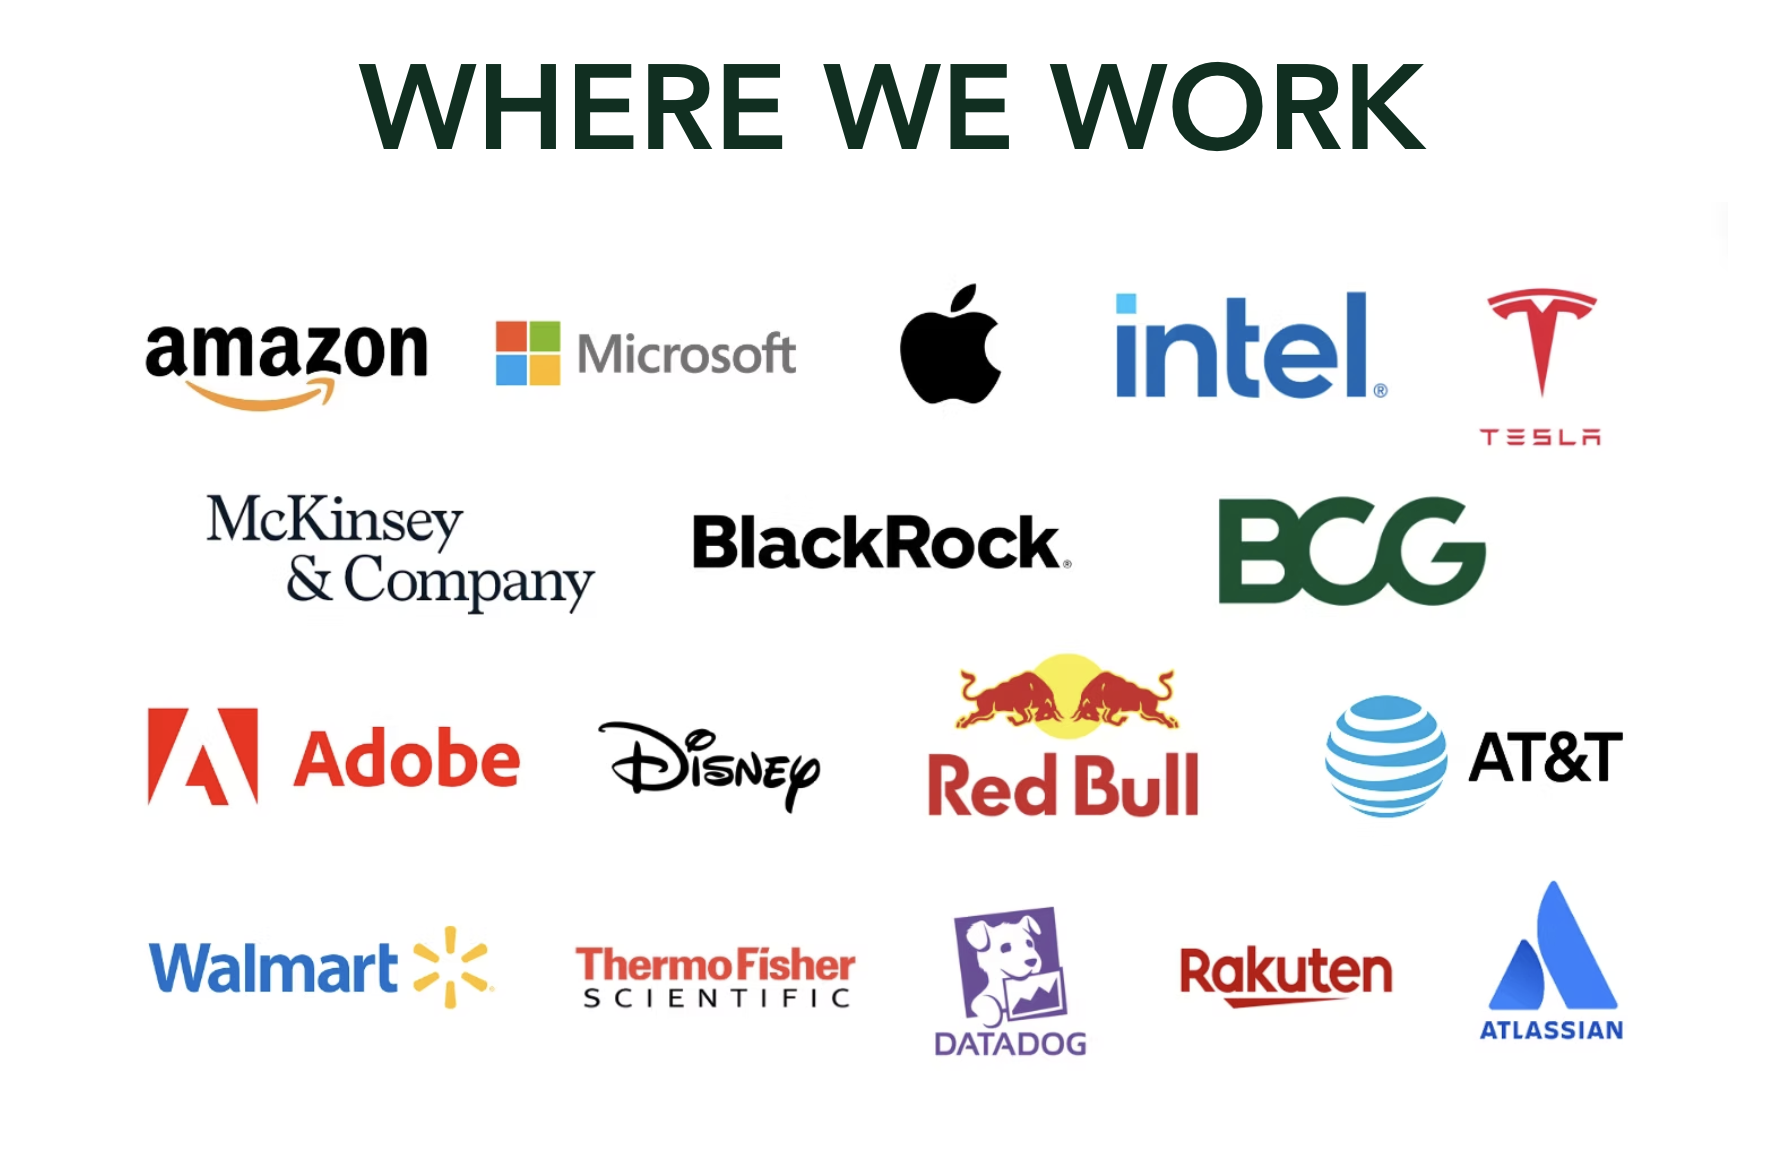 WHERE WE WORK
amazon
Microsoft
intel®
TESLA
McKinsey
& Company
BlackRock®
BCG
Adobe
Disney
Red Bull
AT&T
Walmart
ThermoFisher
SCIENTIFIC
DATADOG
Rakuten
ATLASSIAN